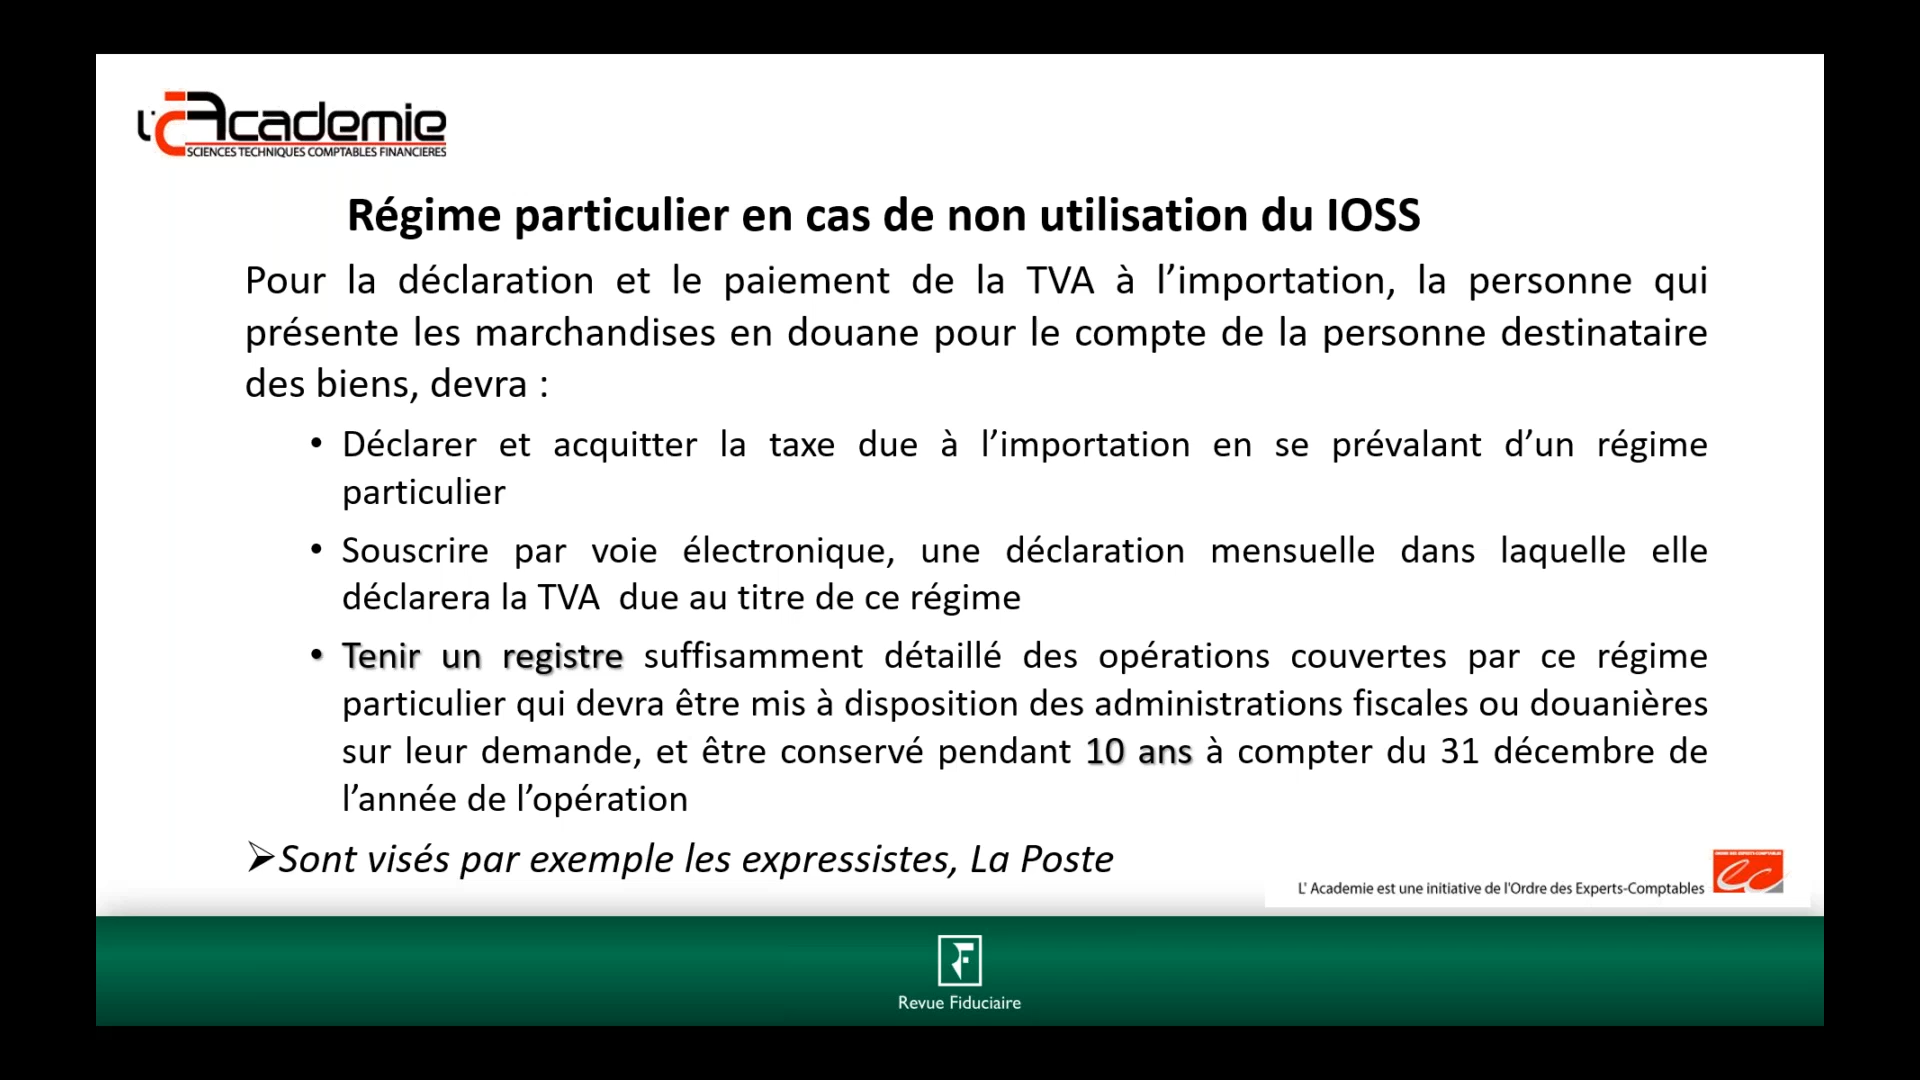 L'Academie
SCIENCES TECHNIQUES COMPTABLES FINANCIERES
Régime particulier en cas de non utilisation du IOSS
Pour la déclaration et le paiement de la TVA à l’importation, la personne qui
présente les marchandises en douane pour le compte de la personne destinataire
des biens, devra :
• Déclarer et acquitter la taxe due à l’importation en se prévalant d’un régime
particulier
• Souscrire par voie électronique, une déclaration mensuelle dans laquelle elle
déclarera la TVA  due au titre de ce régime
• Tenir un registre suffisamment détaillé des opérations couvertes par ce régime
particulier qui devra être mis à disposition des administrations fiscales ou douanières
sur leur demande, et être conservé pendant 10 ans à compter du 31 décembre de
l’année de l’opération
➢Sont visés par exemple les expressistes, La Poste
ORDRE DES EXPERTS-COMPTABLES
ec
L' Academie est une initiative de l'Ordre des Experts-Comptables
RF
Revue Fiduciaire